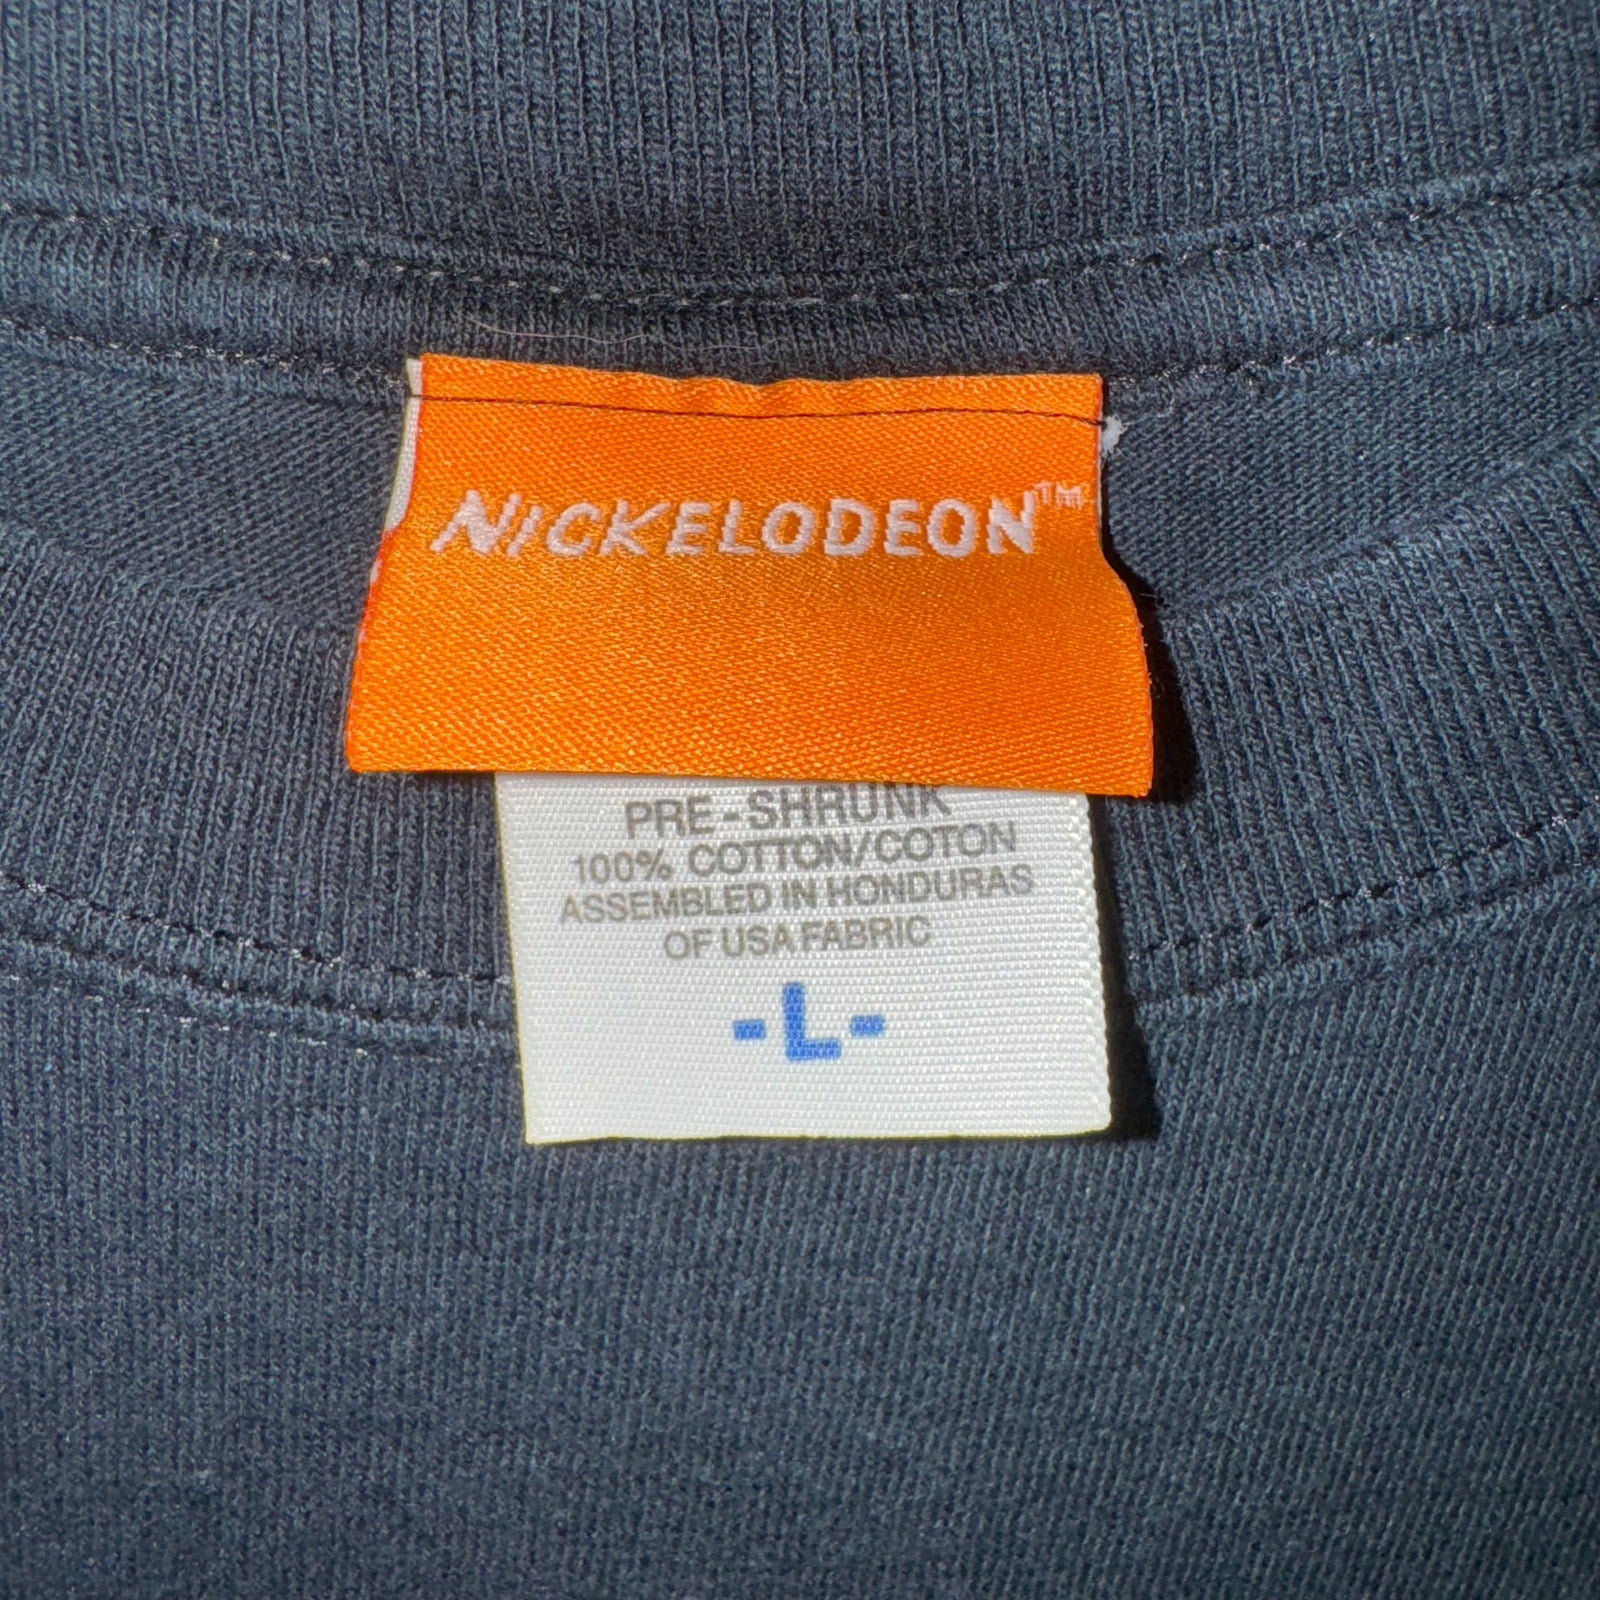 NICKELODEON™
PRE-SHRUNK
100% COTTON/COTON
ASSEMBLED IN HONDURAS
OF USA FABRIC
-L-